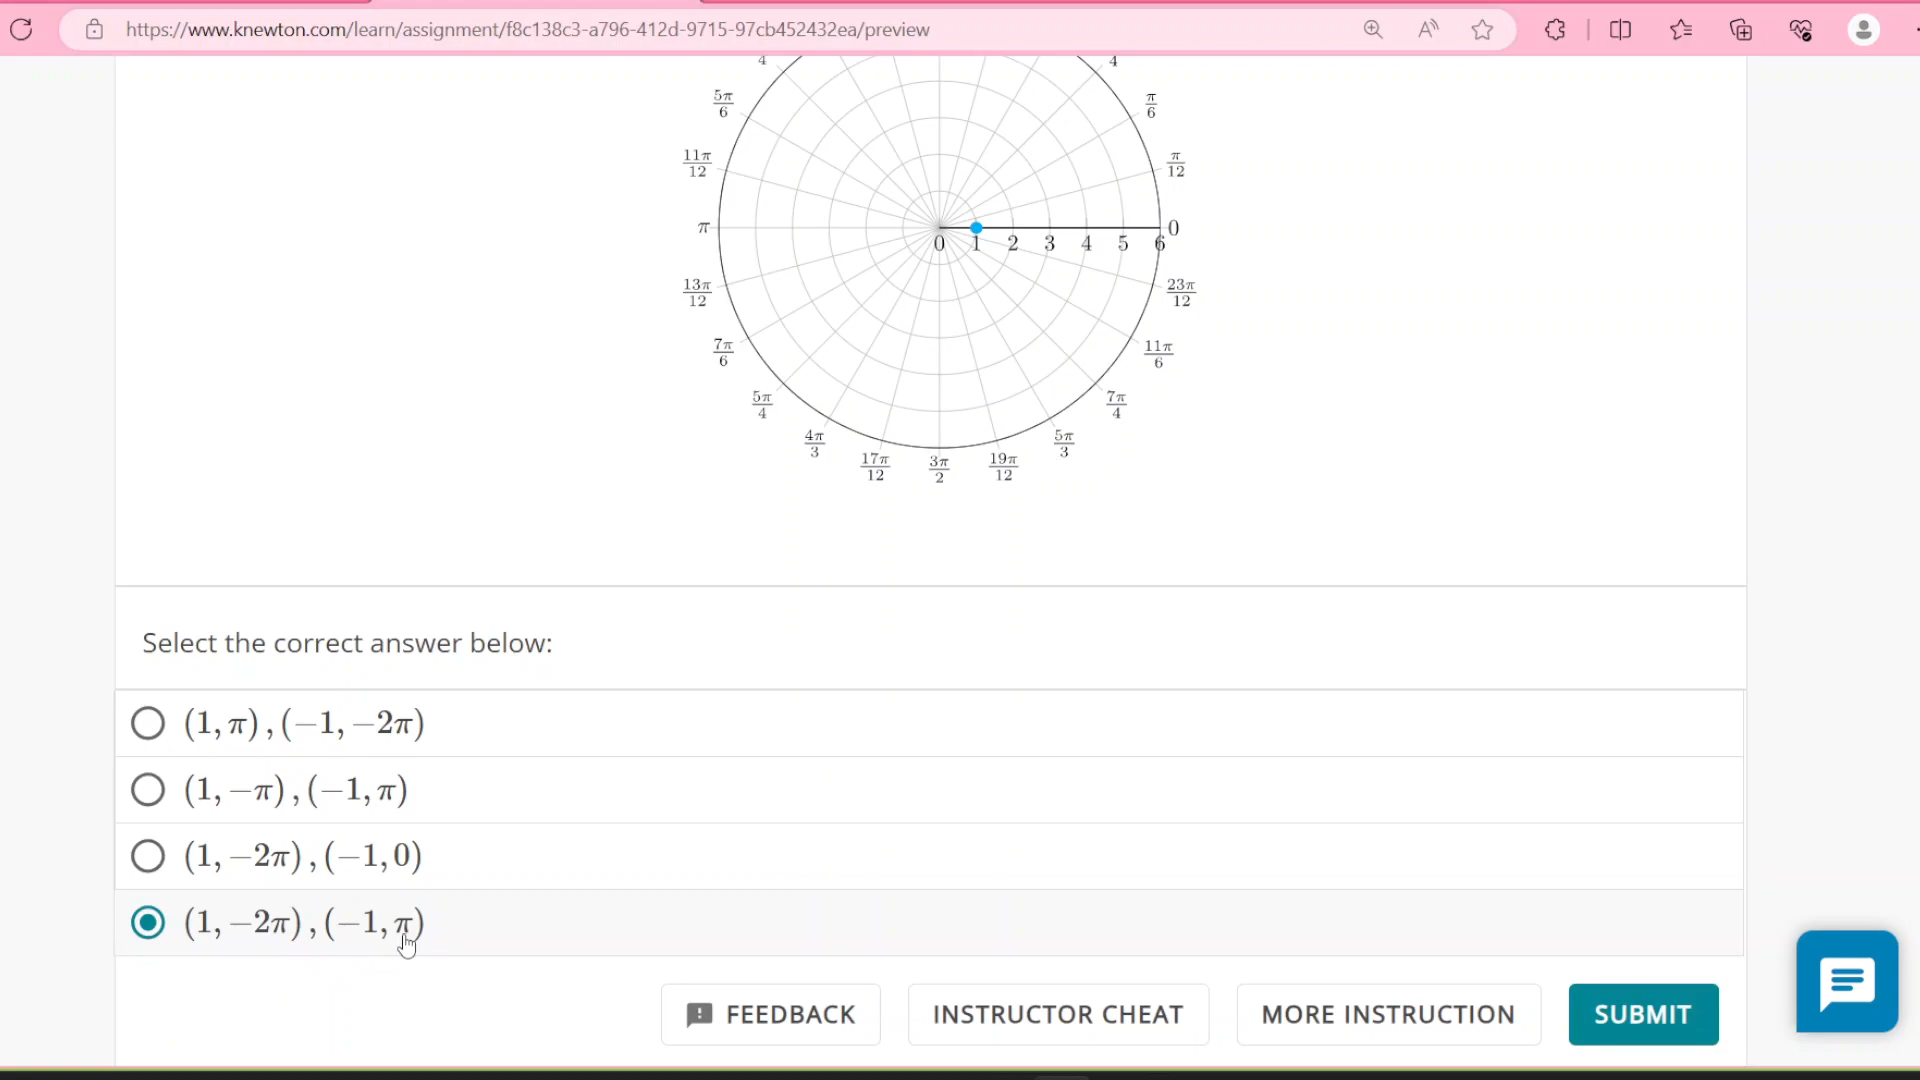 https://www.knewton.com/learn/assignment/f8c138c3-a796-412d-9715-97cb452432ea/preview
4 4
5π/6 π/6
11π/12 π/12
π 0
0 1 2 3 4 5 6
13π/12 23π/12
7π/6 11π/6
5π/4 7π/4
4π/3 5π/3
17π/12 3π/2 19π/12
Select the correct answer below:
(1, π), (−1, −2π)
(1, −π), (−1, π)
(1, −2π), (−1, 0)
(1, −2π), (−1, π)
FEEDBACK INSTRUCTOR CHEAT MORE INSTRUCTION SUBMIT